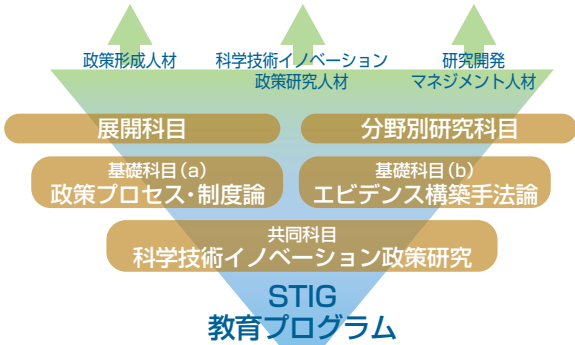 政策形成人材
科学技術イノベーション
政策研究人材
研究開発
マネジメント人材
展開科目
分野別研究科目
基礎科目(a)
政策プロセス・制度論
基礎科目(b)
エビデンス構築手法論
共同科目
科学技術イノベーション政策研究
STIG
教育プログラム